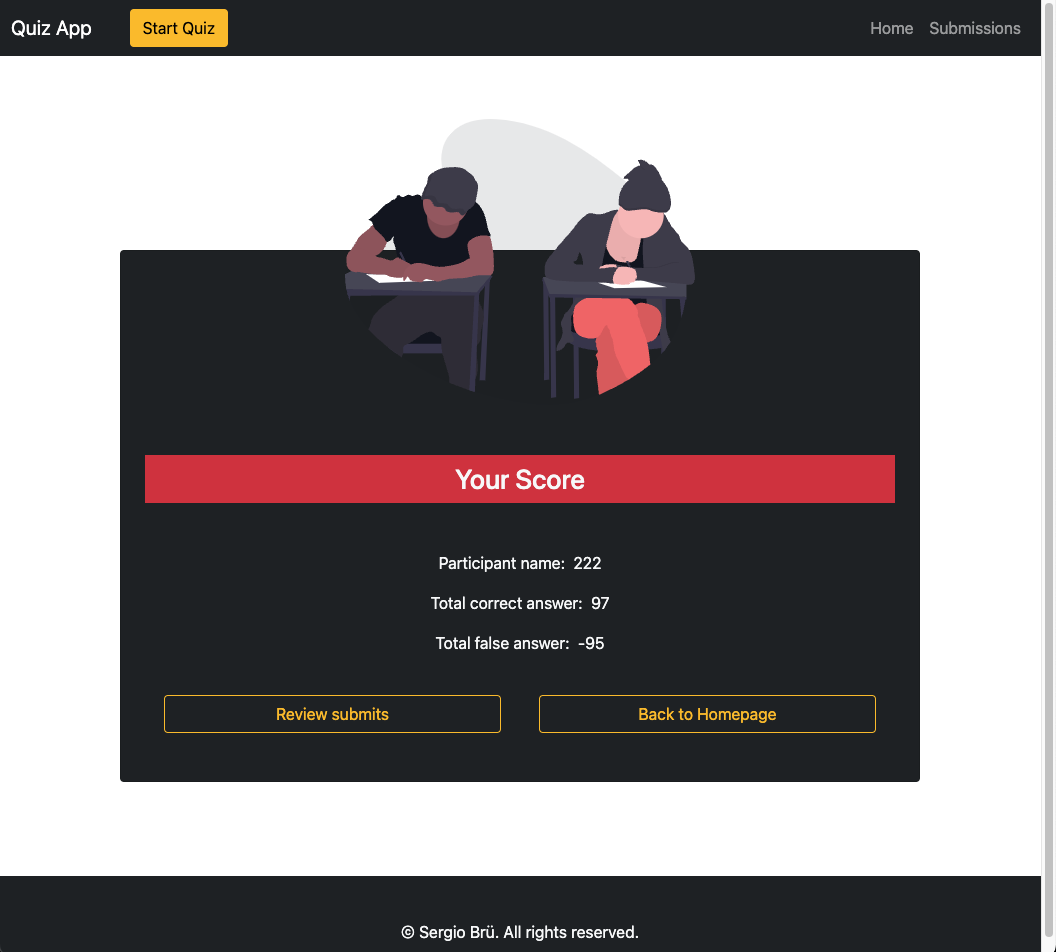 Quiz App Start Quiz Home Submissions
Your Score
Participant name: 222
Total correct answer: 97
Total false answer: -95
Review submits Back to Homepage
© Sergio Brü. All rights reserved.